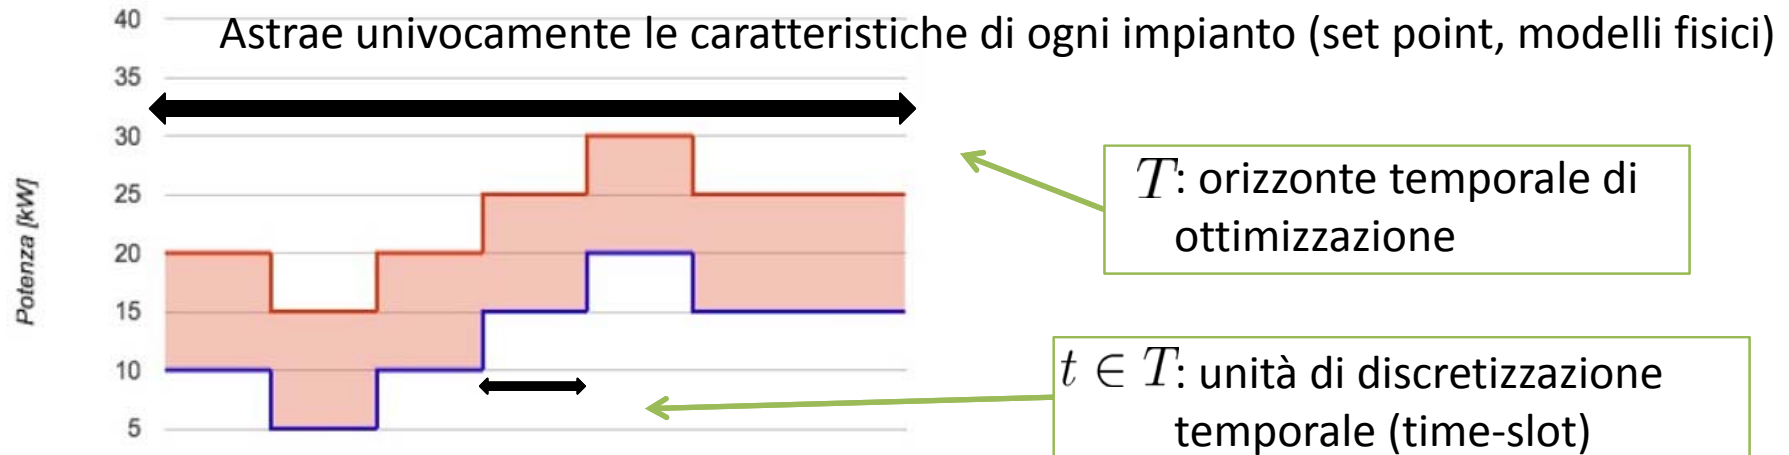 Astrae univocamente le caratteristiche di ogni impianto (set point, modelli fisici)
40
35
30
25
20
15
10
5
Potenza [kW]
T: orizzonte temporale di
ottimizzazione
t ∈ T: unità di discretizzazione
temporale (time-slot)